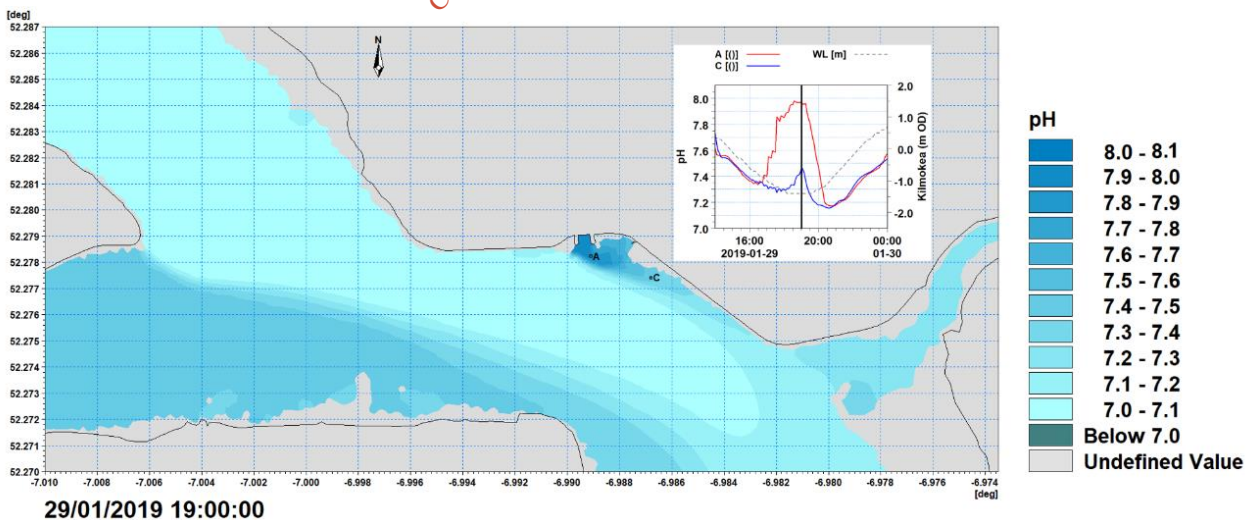 [deg]
52.287
52.286
52.285
52.284
52.283
52.282
52.281
52.280
52.279
52.278
52.277
52.276
52.275
52.274
52.273
52.272
52.271
52.270
-7.010 -7.008 -7.006 -7.004 -7.002 -7.000 -6.998 -6.996 -6.994 -6.992 -6.990 -6.988 -6.986 -6.984 -6.982 -6.980 -6.978 -6.976 -6.974
[deg]
29/01/2019 19:00:00
N
A
C
A [()] WL [m]
C [()]
pH
8.0
7.8
7.6
7.4
7.2
7.0
2.0
1.0
0.0
-1.0
-2.0
Kilmokea (m OD)
16:00 20:00 00:00
2019-01-29 01-30
pH
8.0 - 8.1
7.9 - 8.0
7.8 - 7.9
7.7 - 7.8
7.6 - 7.7
7.5 - 7.6
7.4 - 7.5
7.3 - 7.4
7.2 - 7.3
7.1 - 7.2
7.0 - 7.1
Below 7.0
Undefined Value